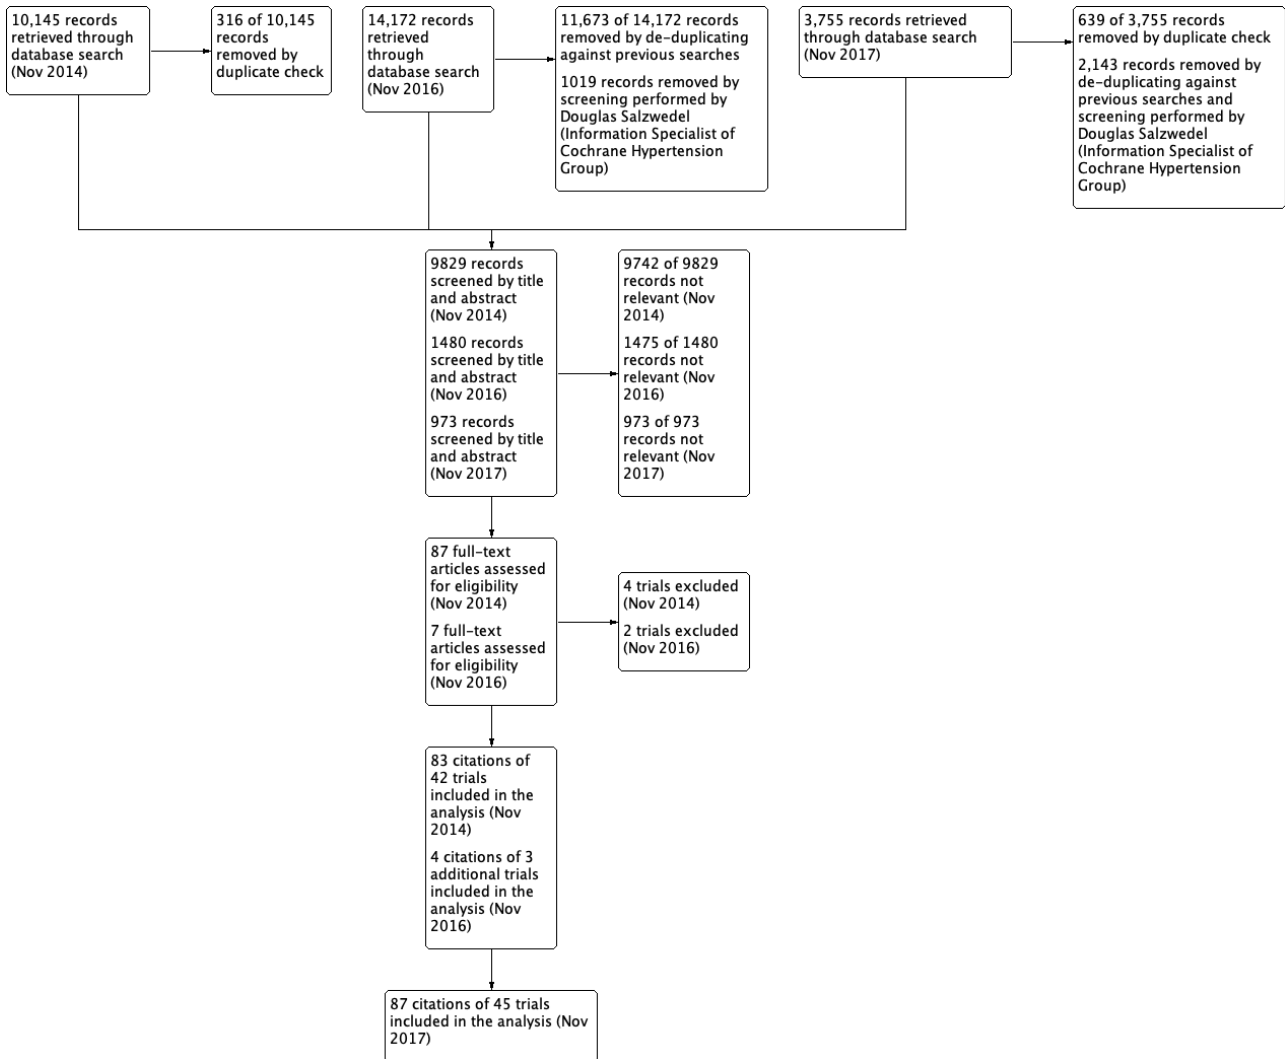 10,145 records
retrieved through
database search
(Nov 2014)
316 of 10,145
records
removed by
duplicate check
14,172 records
retrieved
through
database search
(Nov 2016)
11,673 of 14,172 records
removed by de-duplicating
against previous searches
1019 records removed by
screening performed by
Douglas Salzwedel
(Information Specialist of
Cochrane Hypertension
Group)
3,755 records retrieved
through database search
(Nov 2017)
639 of 3,755 records
removed by duplicate check
2,143 records removed by
de-duplicating against
previous searches and
screening performed by
Douglas Salzwedel
(Information Specialist of
Cochrane Hypertension
Group)
9829 records
screened by title
and abstract
(Nov 2014)
1480 records
screened by title
and abstract
(Nov 2016)
973 records
screened by title
and abstract
(Nov 2017)
9742 of 9829
records not
relevant (Nov
2014)
1475 of 1480
records not
relevant (Nov
2016)
973 of 973
records not
relevant (Nov
2017)
87 full-text
articles assessed
for eligibility
(Nov 2014)
7 full-text
articles assessed
for eligibility
(Nov 2016)
4 trials excluded
(Nov 2014)
2 trials excluded
(Nov 2016)
83 citations of
42 trials
included in the
analysis (Nov
2014)
4 citations of 3
additional trials
included in the
analysis (Nov
2016)
87 citations of 45 trials
included in the analysis (Nov
2017)